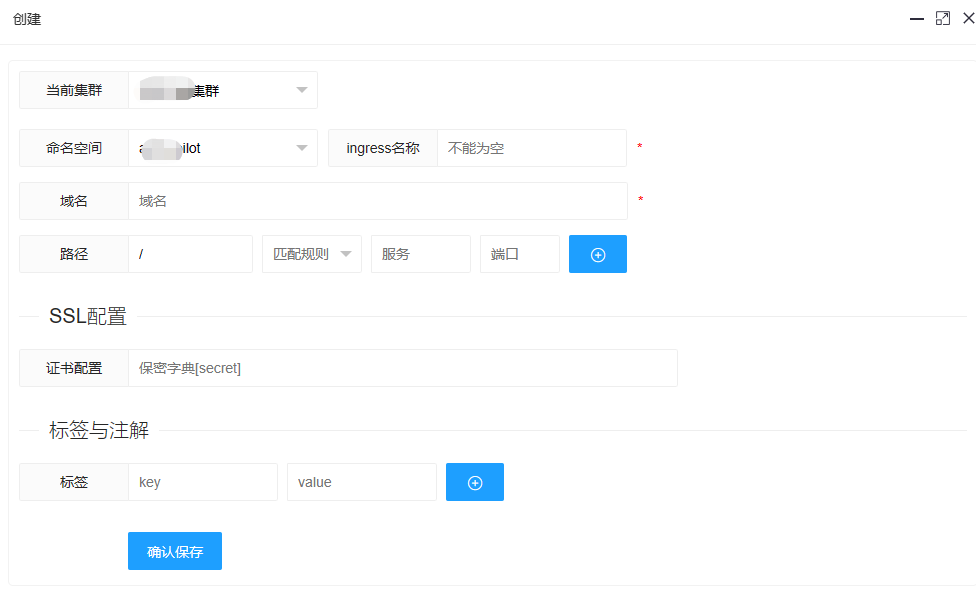 创建
当前集群 集群
命名空间 ilot ingress名称 不能为空 *
域名 域名 *
路径 / 匹配规则 服务 端口
SSL配置
证书配置 保密字典[secret]
标签与注解
标签 key value
确认保存